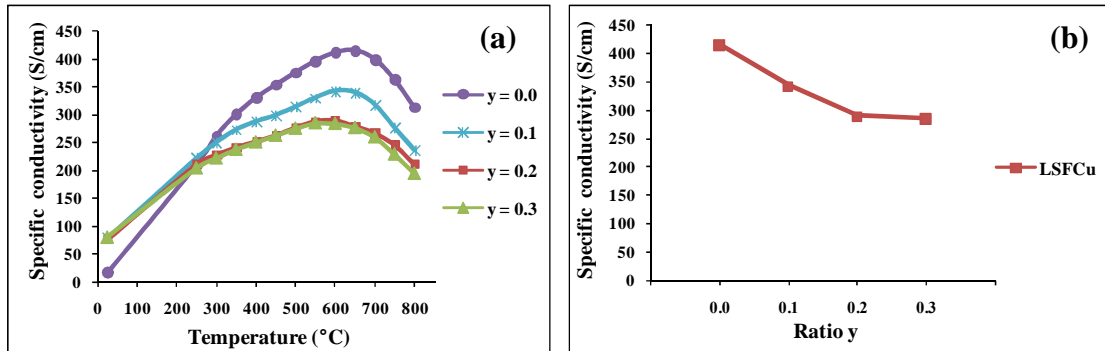 (a)
Specific conductivity (S/cm)
450
400
350
300
250
200
150
100
50
0
0 100 200 300 400 500 600 700 800
Temperature (°C)
y = 0.0
y = 0.1
y = 0.2
y = 0.3
(b)
Specific conductivity (S/cm)
450
400
350
300
250
200
150
100
50
0
0.0 0.1 0.2 0.3
Ratio y
LSFCu